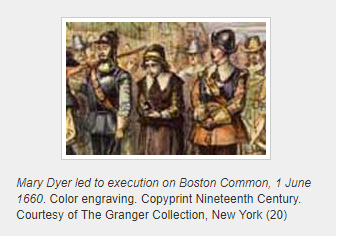 Mary Dyer led to execution on Boston Common, 1 June
1660. Color engraving. Copyprint Nineteenth Century.
Courtesy of The Granger Collection, New York (20)